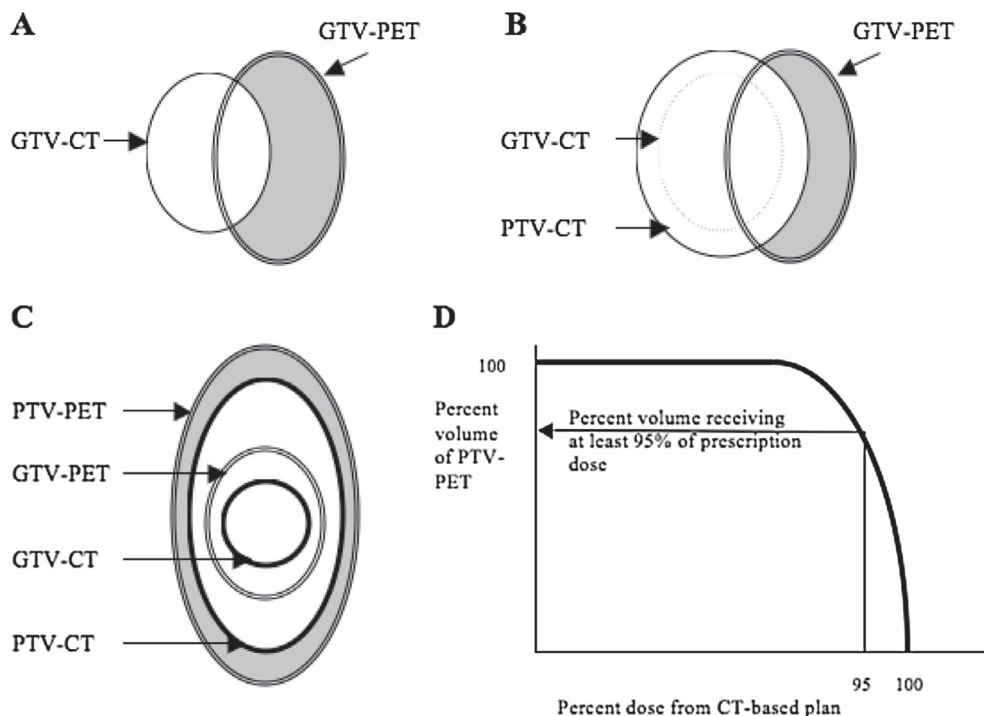 A
GTV-PET
GTV-CT
B
GTV-PET
GTV-CT
PTV-CT
C
PTV-PET
GTV-PET
GTV-CT
PTV-CT
D
100
Percent
volume
of PTV-
PET
Percent volume receiving
at least 95% of prescription
dose
95 100
Percent dose from CT-based plan